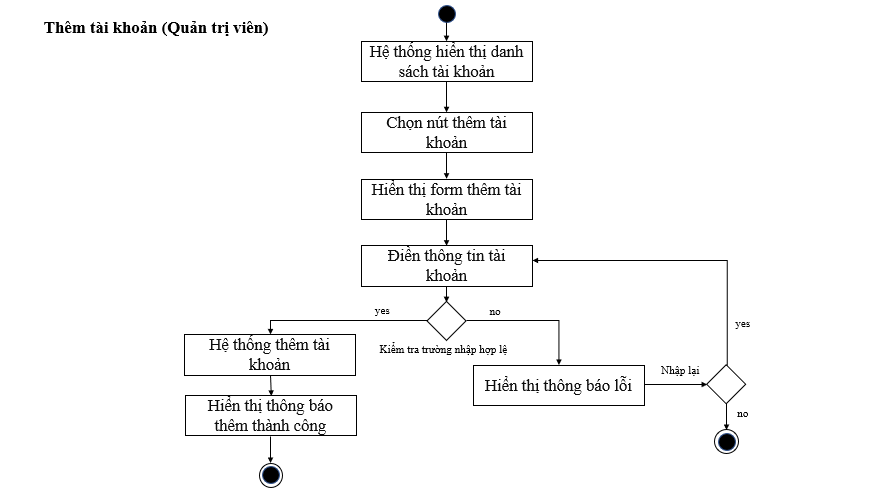 Thêm tài khoản (Quản trị viên)
Hệ thống hiển thị danh
sách tài khoản
Chọn nút thêm tài
khoản
Hiển thị form thêm tài
khoản
Điền thông tin tài
khoản
yes
no
yes
Kiểm tra trường nhập hợp lệ
Hệ thống thêm tài
khoản
Hiển thị thông báo lỗi
Nhập lại
no
Hiển thị thông báo
thêm thành công